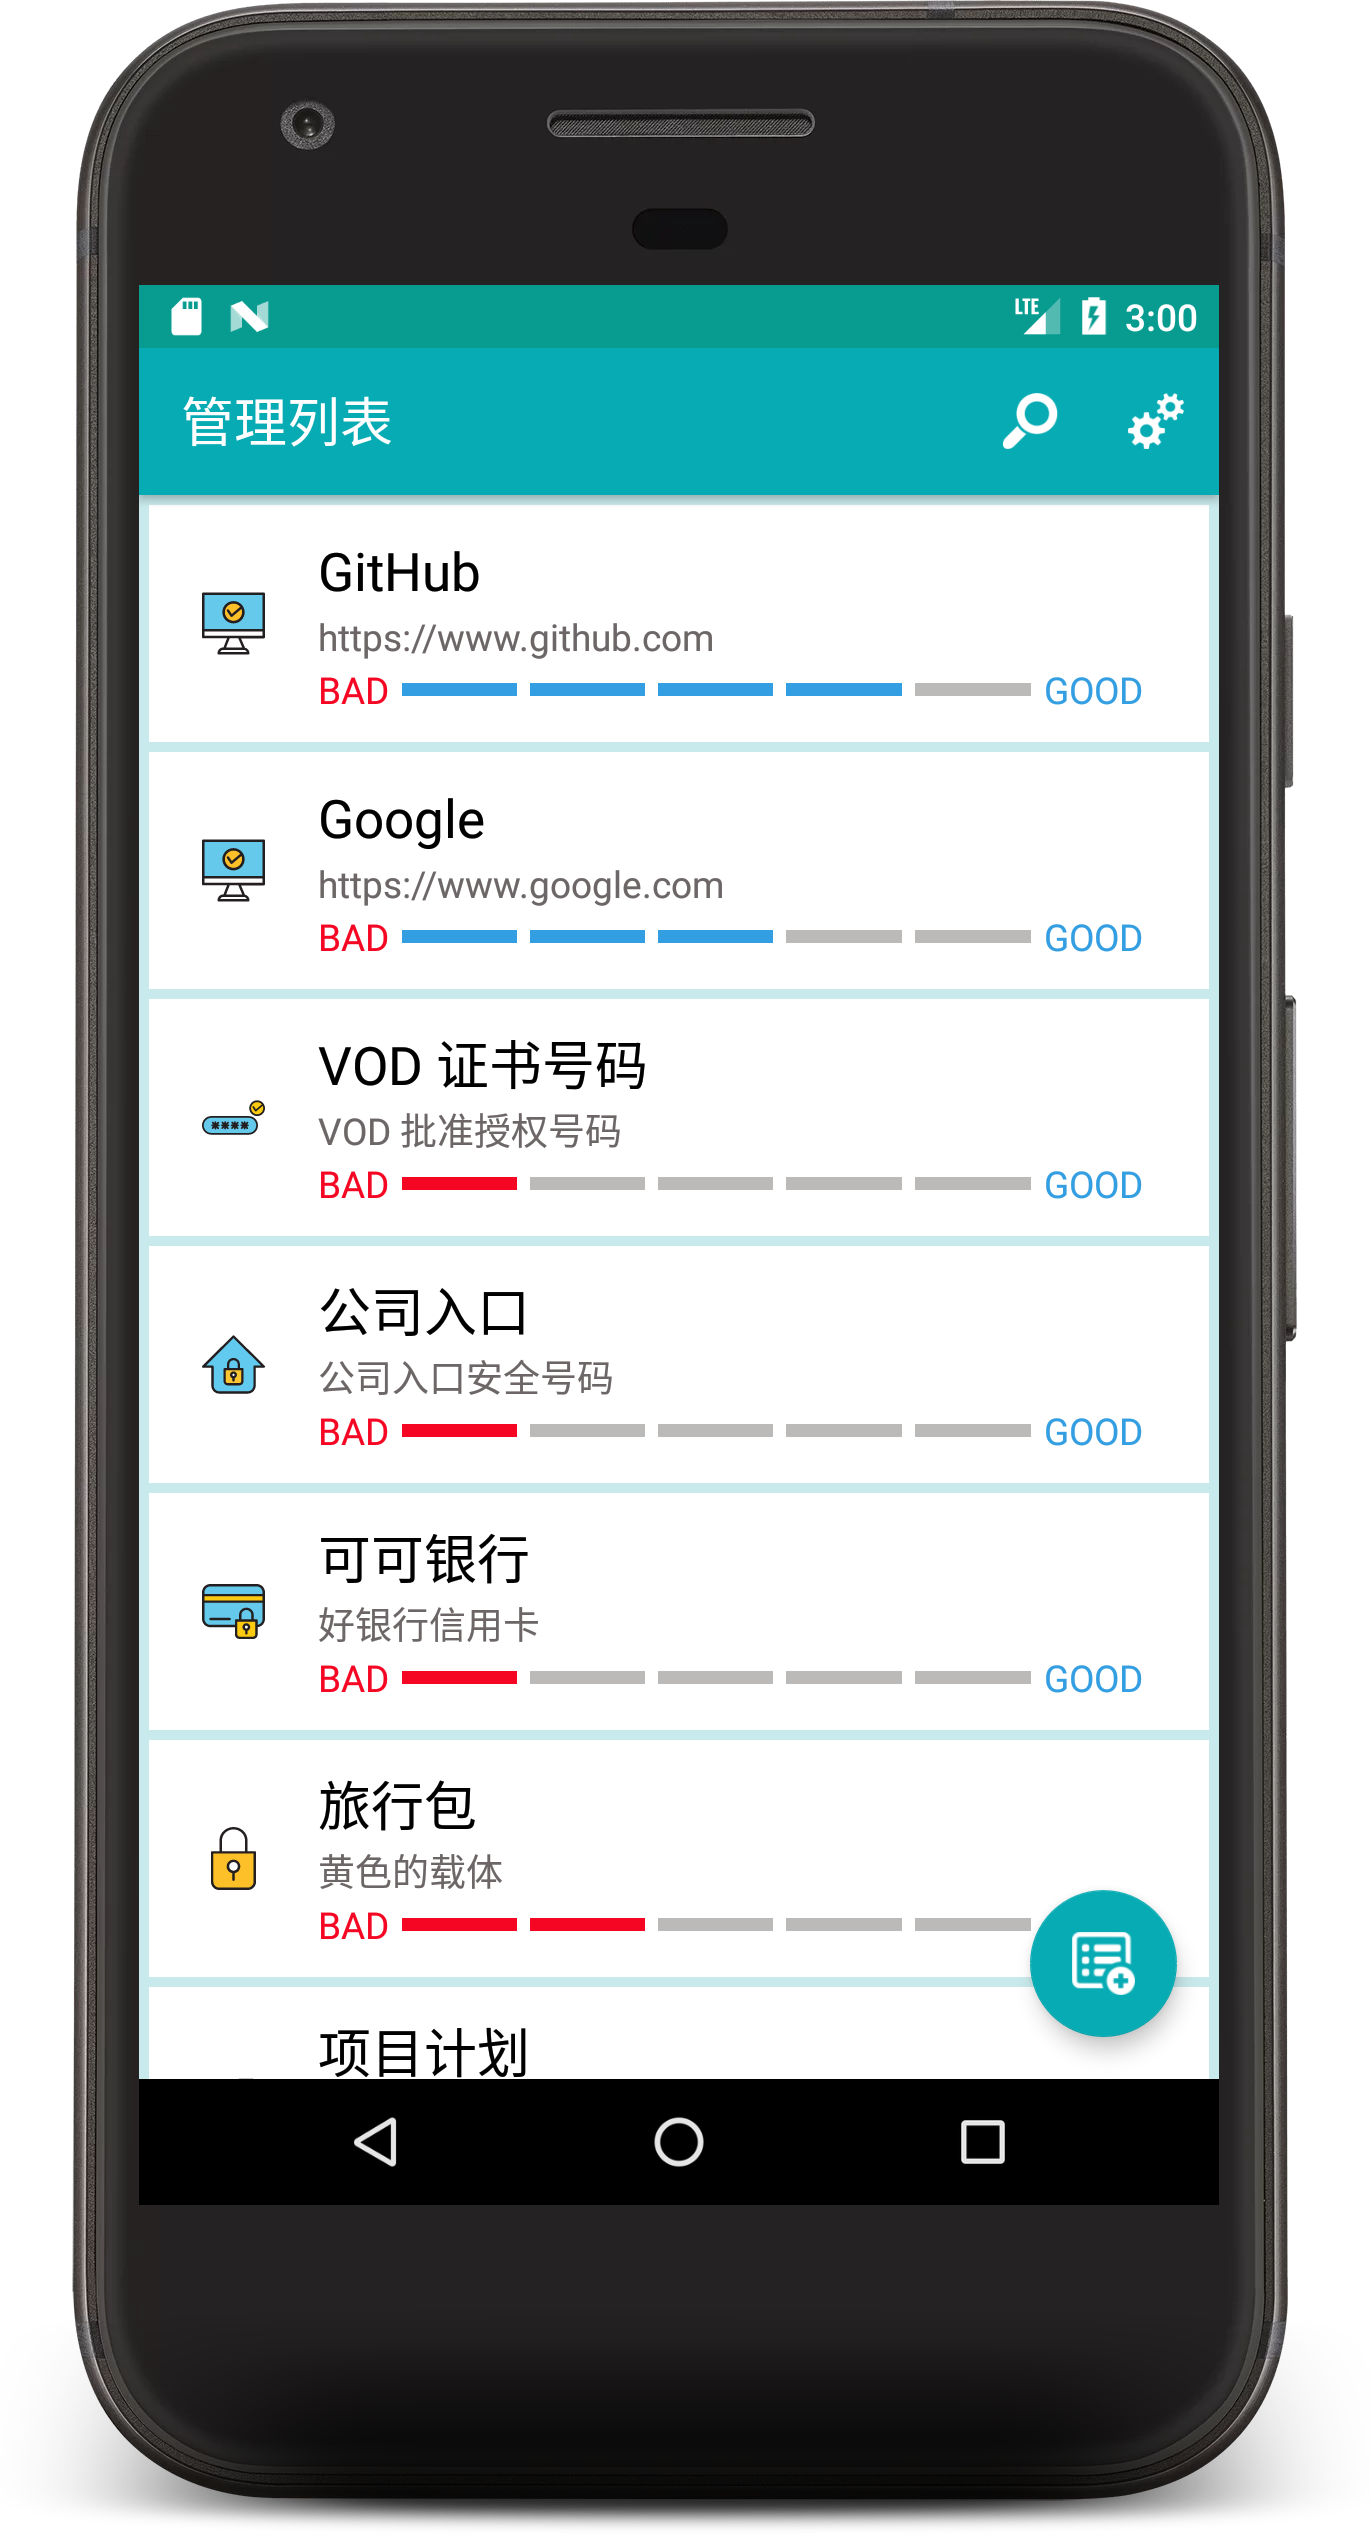 LTE 3:00
管理列表
GitHub
https://www.github.com
BAD GOOD
Google
https://www.google.com
BAD GOOD
VOD 证书号码
VOD 批准授权号码
BAD GOOD
公司入口
公司入口安全号码
BAD GOOD
可可银行
好银行信用卡
BAD GOOD
旅行包
黄色的载体
BAD
项目计划